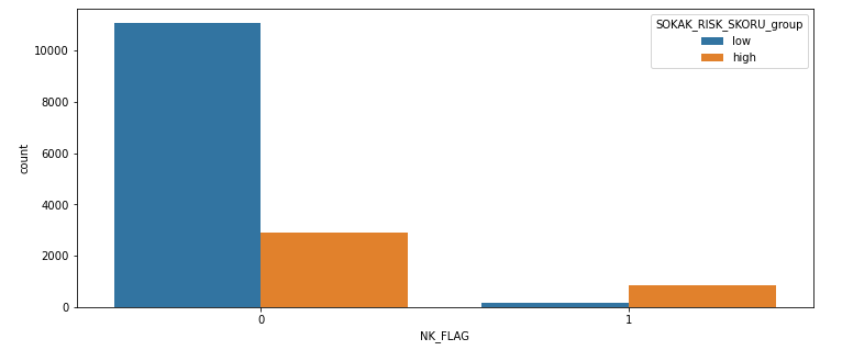 SOKAK_RISK_SKORU_group
low
high
10000
8000
6000
4000
2000
0
count
0
1
NK_FLAG